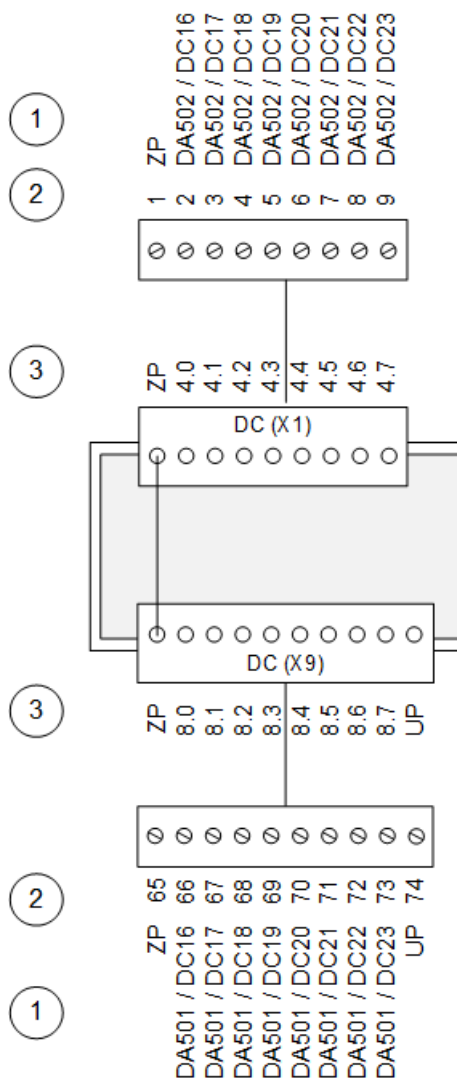 1
ZP
DA502 / DC16
DA502 / DC17
DA502 / DC18
DA502 / DC19
DA502 / DC20
DA502 / DC21
DA502 / DC22
DA502 / DC23
2
1 2 3 4 5 6 7 8 9
3
ZP 4.0 4.1 4.2 4.3 4.4 4.5 4.6 4.7
DC (X1)
DC (X9)
3
ZP 8.0 8.1 8.2 8.3 8.4 8.5 8.6 8.7 UP
2
65 66 67 68 69 70 71 72 73 74
1
ZP
DA501 / DC16
DA501 / DC17
DA501 / DC18
DA501 / DC19
DA501 / DC20
DA501 / DC21
DA501 / DC22
DA501 / DC23
UP